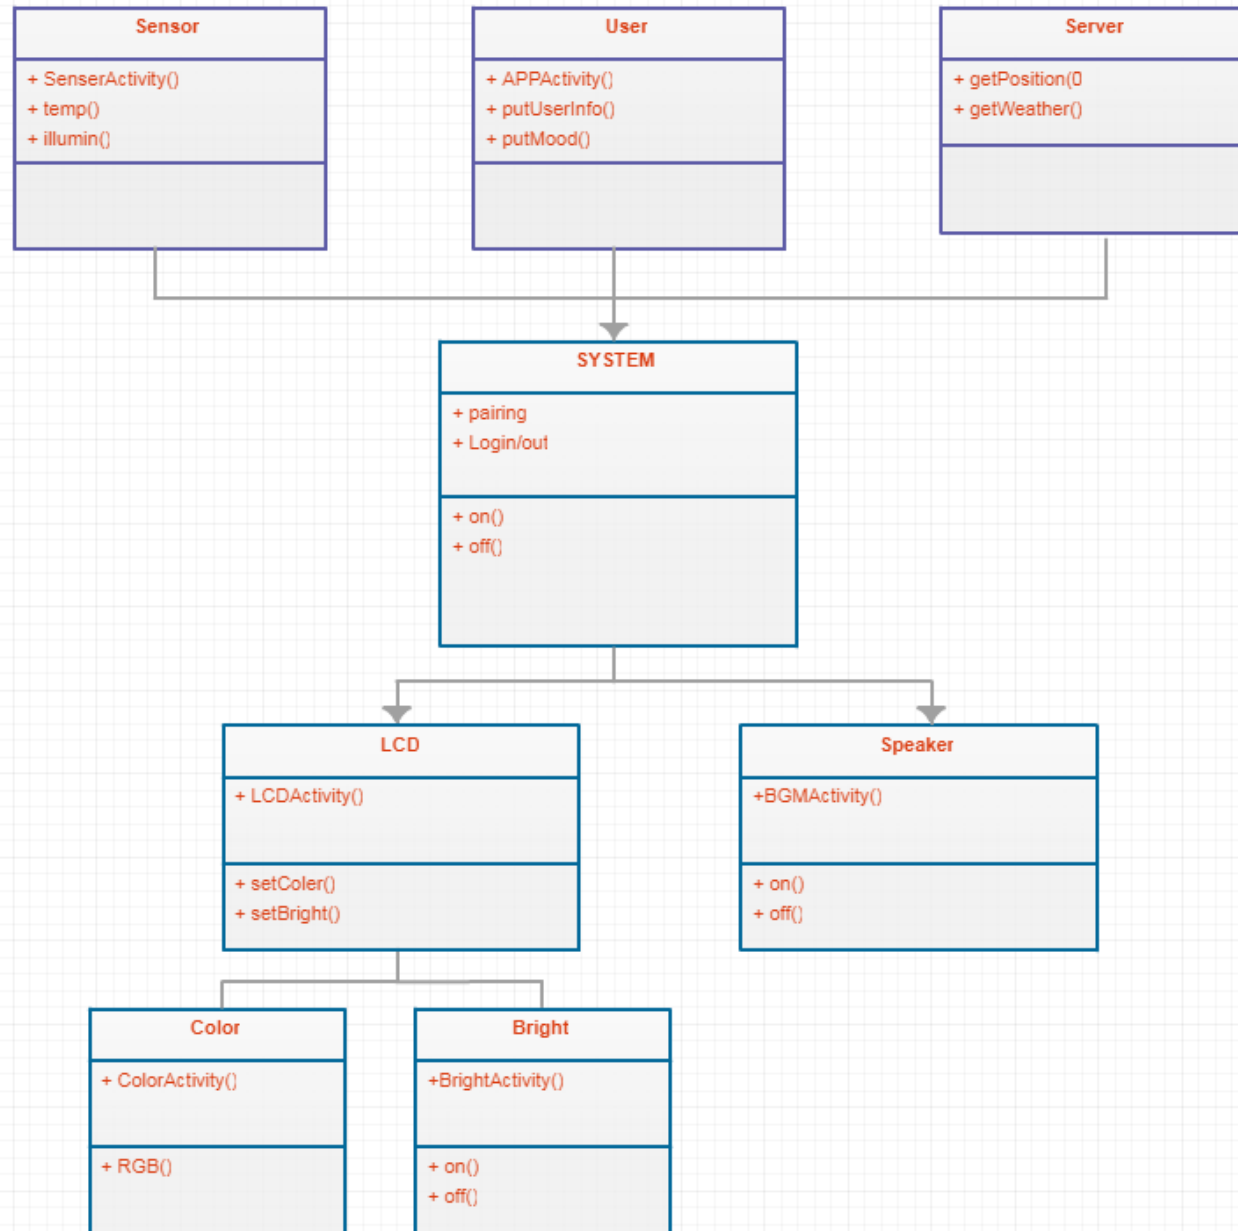 Sensor
+ SenserActivity()
+ temp()
+ illumin()
User
+ APPActivity()
+ putUserInfo()
+ putMood()
Server
+ getPosition(0
+ getWeather()
SYSTEM
+ pairing
+ Login/out
+ on()
+ off()
LCD
+ LCDActivity()
+ setColer()
+ setBright()
Speaker
+BGMActivity()
+ on()
+ off()
Color
+ ColorActivity()
+ RGB()
Bright
+BrightActivity()
+ on()
+ off()